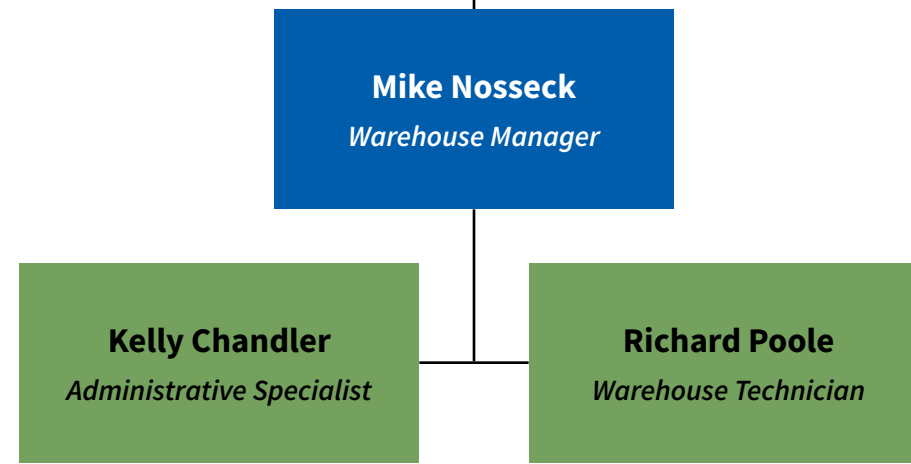 Mike Nosseck
Warehouse Manager
Kelly Chandler
Administrative Specialist
Richard Poole
Warehouse Technician